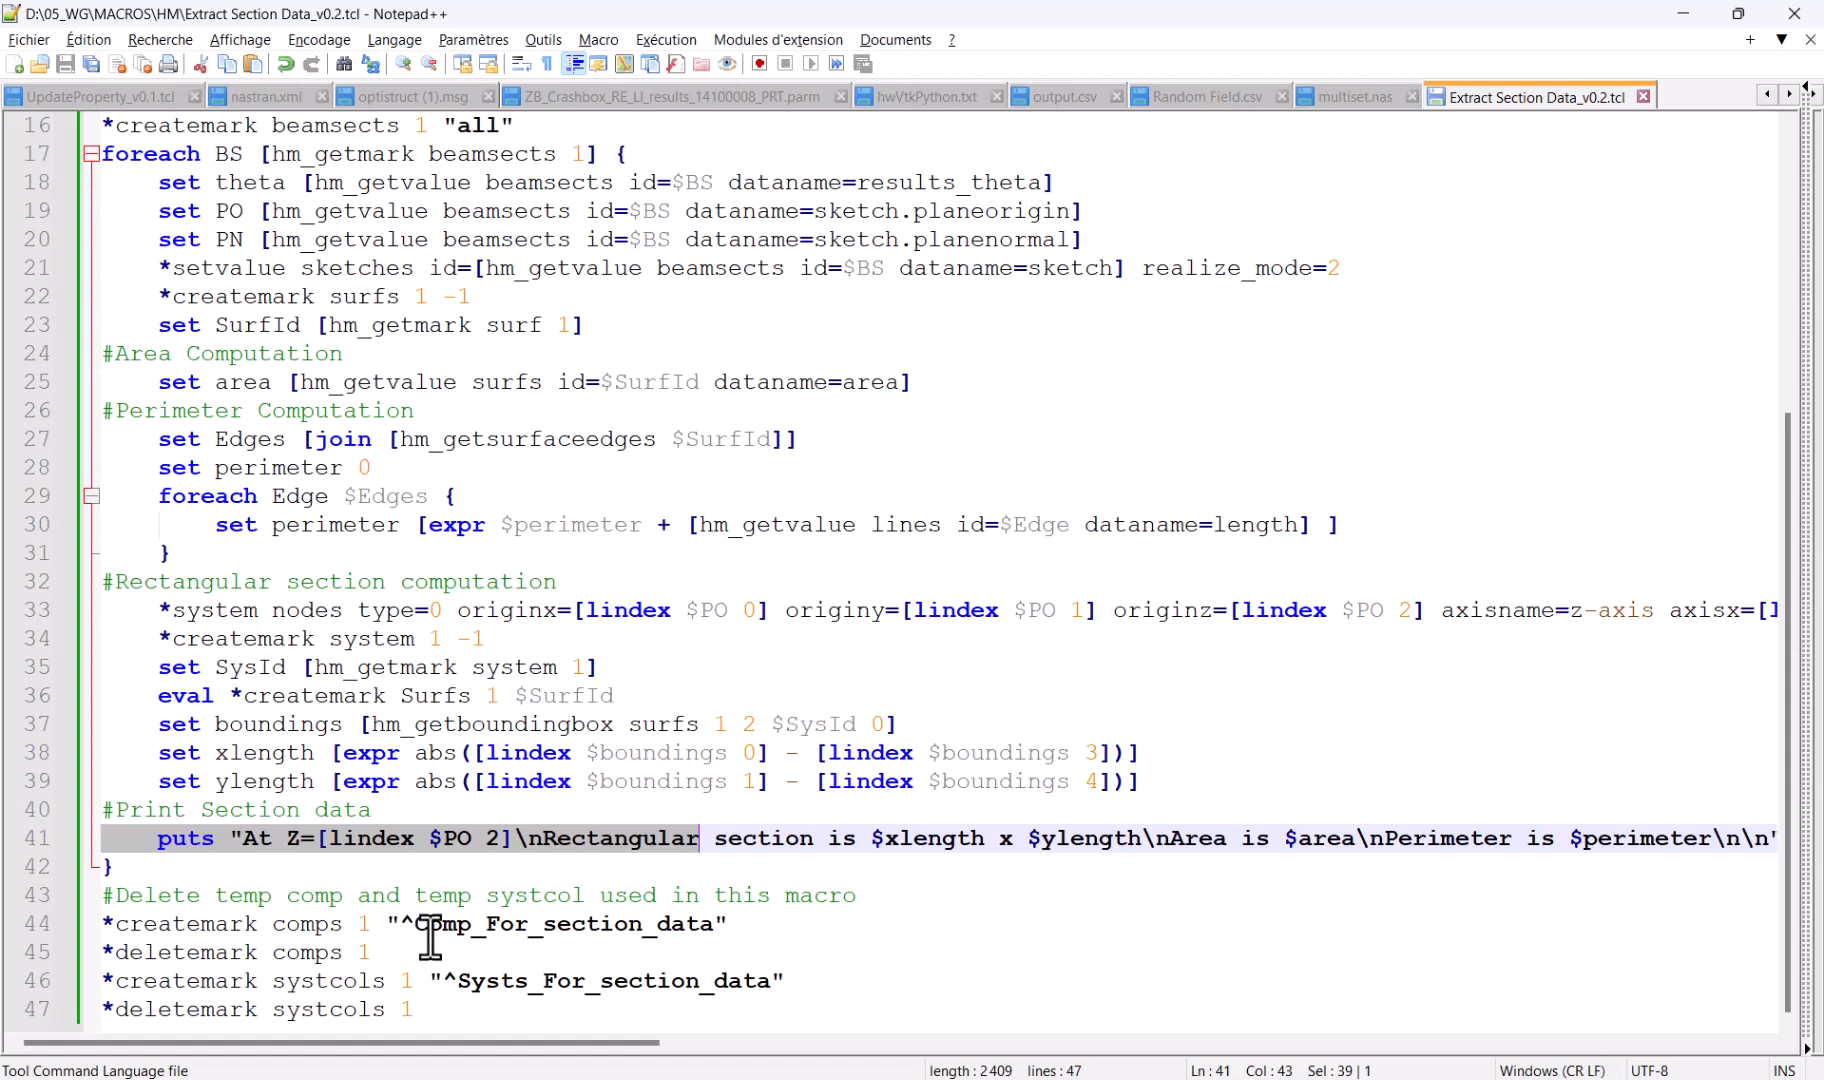 D:\05_WG\MACROS\HM\Extract Section Data_v0.2.tcl - Notepad++
Fichier Édition Recherche Affichage Encodage Langage Paramètres Outils Macro Exécution Modules d'extension Documents ?
UpdateProperty_v0.1.tcl nastran.xml optistruct (1).msg ZB_Crashbox_RE_LI_results_14100008_PRT.parm hwVtkPython.txt output.csv Random Field.csv multiset.nas Extract Section Data_v0.2.tcl
16 *createmark beamsects 1 "all"
17 foreach BS [hm_getmark beamsects 1] {
18 set theta [hm_getvalue beamsects id=$BS dataname=results_theta]
19 set PO [hm_getvalue beamsects id=$BS dataname=sketch.planeorigin]
20 set PN [hm_getvalue beamsects id=$BS dataname=sketch.planenormal]
21 *setvalue sketches id=[hm_getvalue beamsects id=$BS dataname=sketch] realize_mode=2
22 *createmark surfs 1 -1
23 set SurfId [hm_getmark surf 1]
24 #Area Computation
25 set area [hm_getvalue surfs id=$SurfId dataname=area]
26 #Perimeter Computation
27 set Edges [join [hm_getsurfaceedges $SurfId]]
28 set perimeter 0
29 foreach Edge $Edges {
30 set perimeter [expr $perimeter + [hm_getvalue lines id=$Edge dataname=length] ]
31 }
32 #Rectangular section computation
33 *system nodes type=0 originx=[lindex $PO 0] originy=[lindex $PO 1] originz=[lindex $PO 2] axisname=z-axis axisx=[l
34 *createmark system 1 -1
35 set SysId [hm_getmark system 1]
36 eval *createmark Surfs 1 $SurfId
37 set boundings [hm_getboundingbox surfs 1 2 $SysId 0]
38 set xlength [expr abs([lindex $boundings 0] - [lindex $boundings 3])]
39 set ylength [expr abs([lindex $boundings 1] - [lindex $boundings 4])]
40 #Print Section data
41 puts "At Z=[lindex $PO 2]\nRectangular section is $xlength x $ylength\nArea is $area\nPerimeter is $perimeter\n\n"
42 }
43 #Delete temp comp and temp systcol used in this macro
44 *createmark comps 1 "^Comp_For_section_data"
45 *deletemark comps 1
46 *createmark systcols 1 "^Systs_For_section_data"
47 *deletemark systcols 1
Tool Command Language file length : 2409 lines : 47 Ln : 41 Col : 43 Sel : 39 | 1 Windows (CR LF) UTF-8 INS